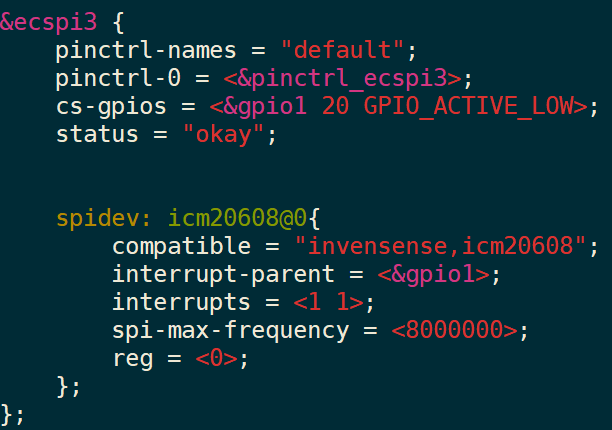 &ecspi3 {
    pinctrl-names = "default";
    pinctrl-0 = <&pinctrl_ecspi3>;
    cs-gpios = <&gpio1 20 GPIO_ACTIVE_LOW>;
    status = "okay";
    spidev: icm20608@0{
        compatible = "invensense,icm20608";
        interrupt-parent = <&gpio1>;
        interrupts = <1 1>;
        spi-max-frequency = <8000000>;
        reg = <0>;
    };
};